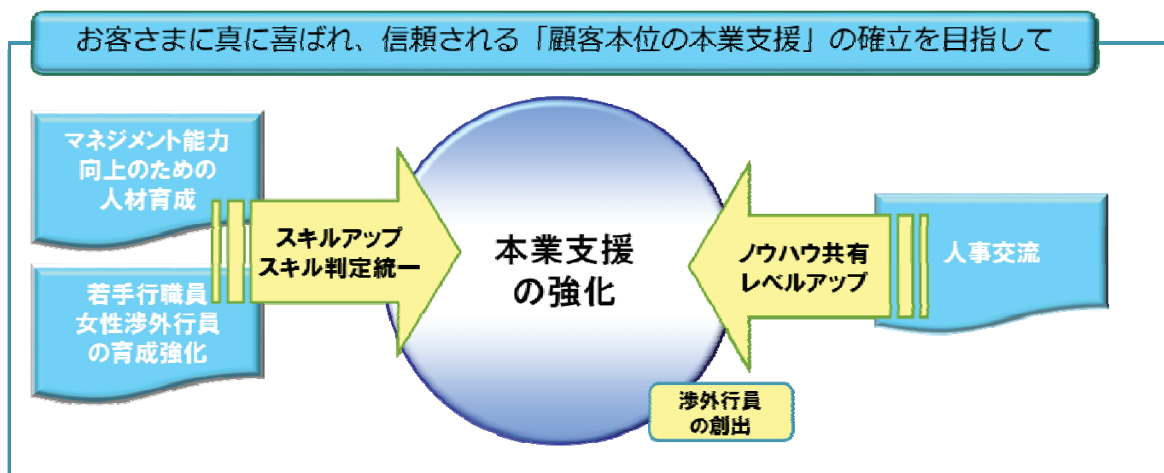 お客さまに真に喜ばれ、信頼される「顧客本位の本業支援」の確立を目指して
マネジメント能力
向上のための
人材育成
若手行職員
女性渉外行員
の育成強化
スキルアップ
スキル判定統一
本業支援
の強化
ノウハウ共有
レベルアップ
人事交流
渉外行員
の創出